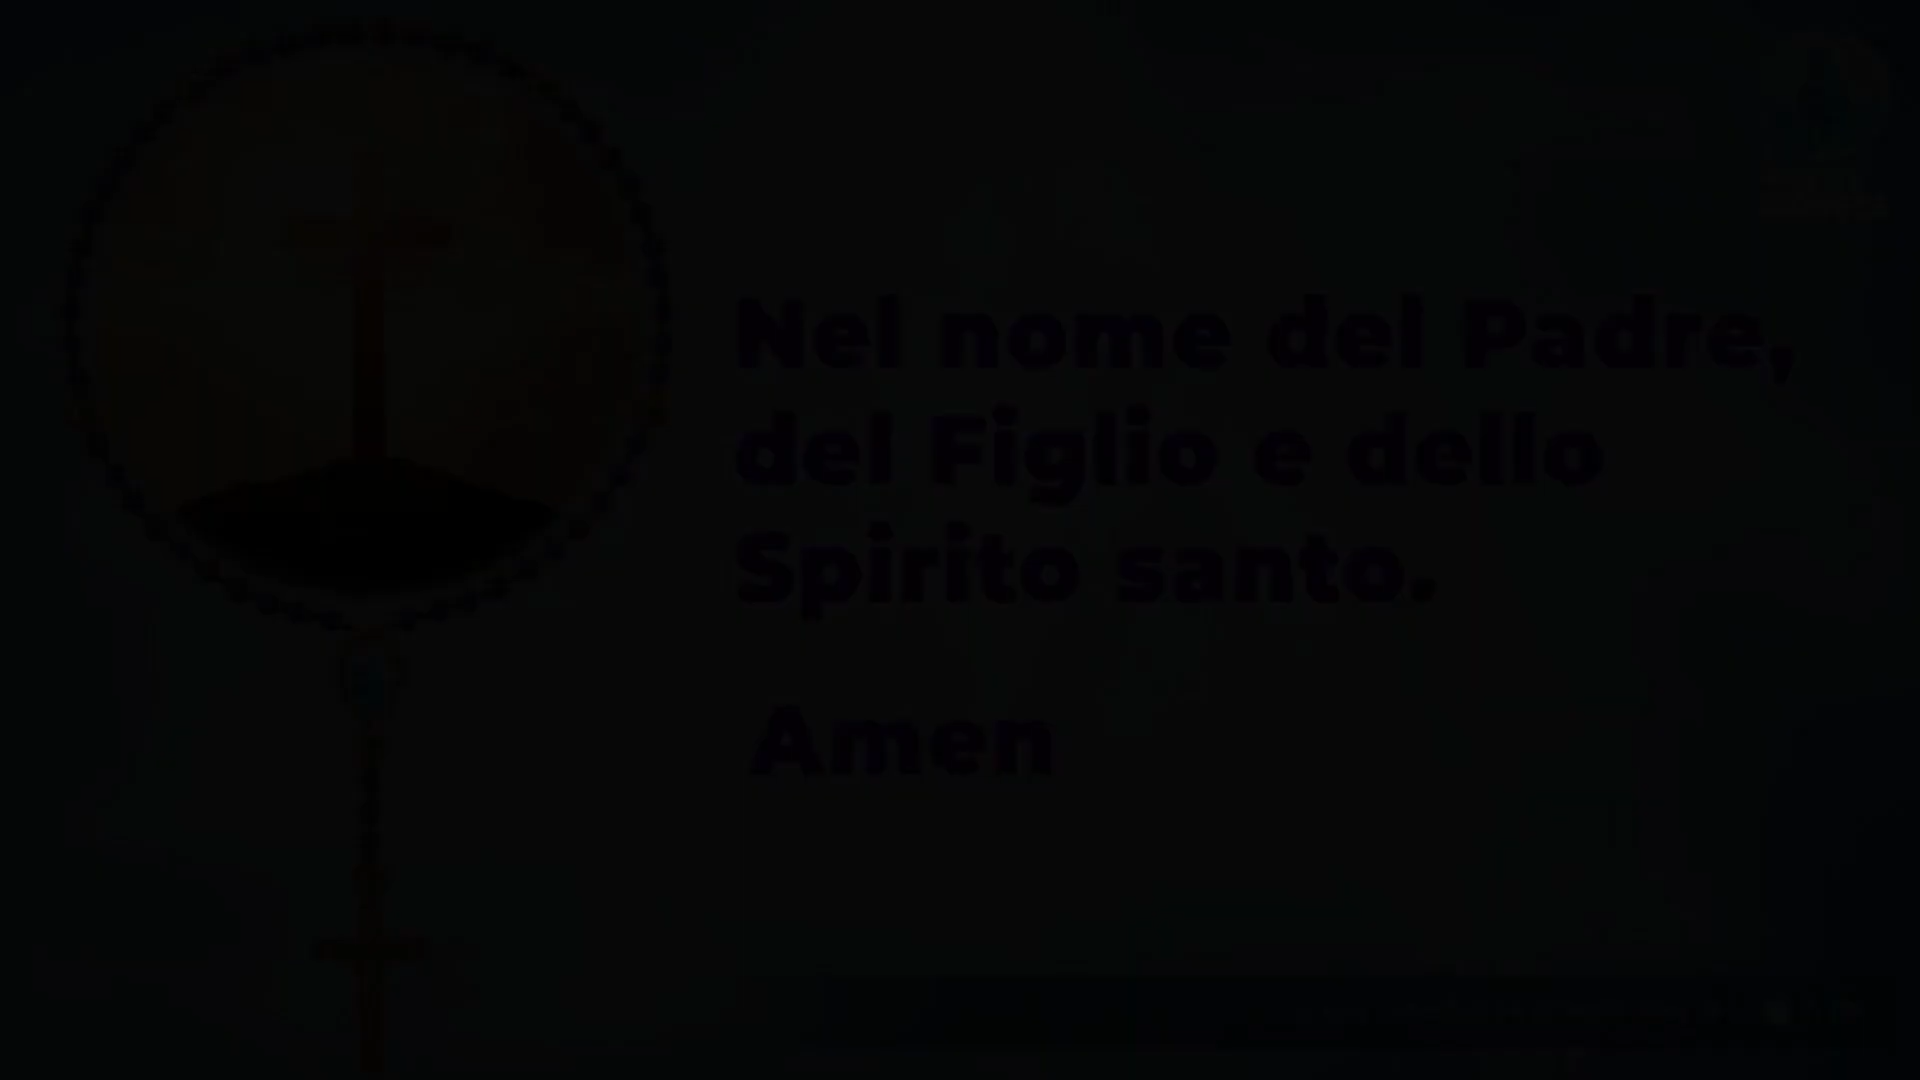 Nel nome del Padre,
del Figlio e dello
Spirito santo.
Amen